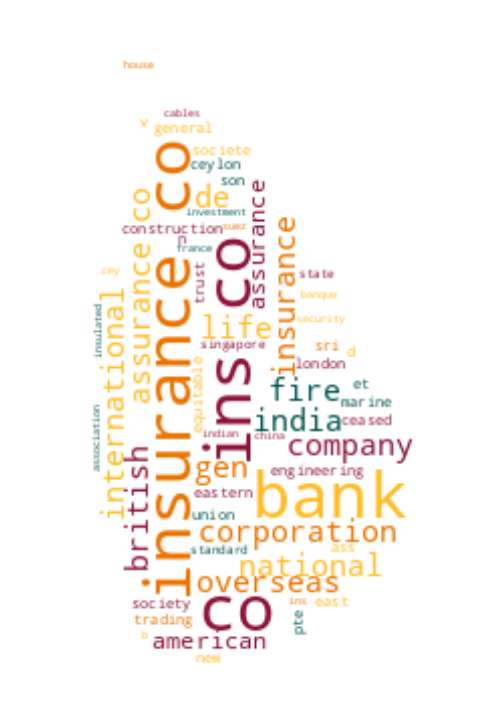 house
cables
v general
societe
ceylon
son
de
investment
construction suez
n
france
insurance co
assurance co
assurance
ins co
insurance
trust
state
cey
banque
international
insulated
life
security
singapore
sri d
london
equitable
fire et
marine
association
india ceased
indian china
company
british
gen engineering
eastern
bank
union
corporation
standard ass
national
overseas
society co ins east
trading
pte
b american
new